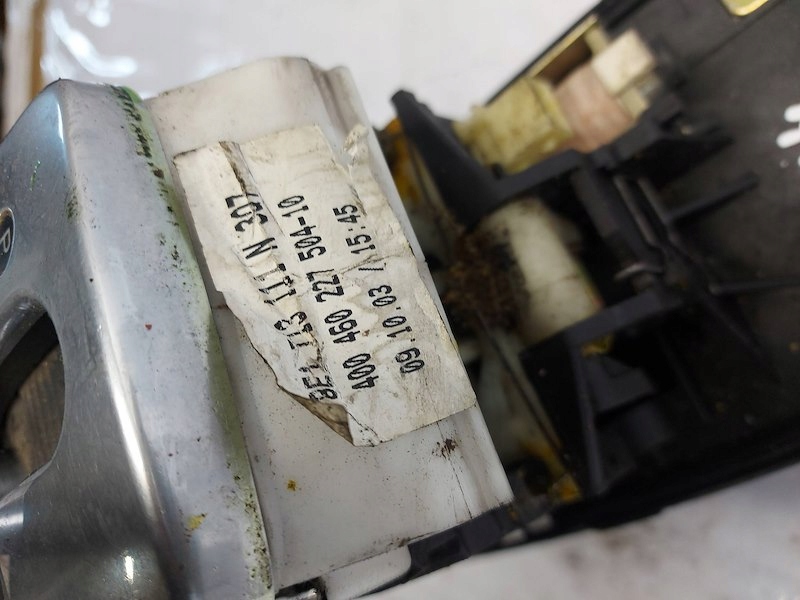 8E1 713 111 N 307
400 460 227 504-10
09.10.03 / 15:45
P